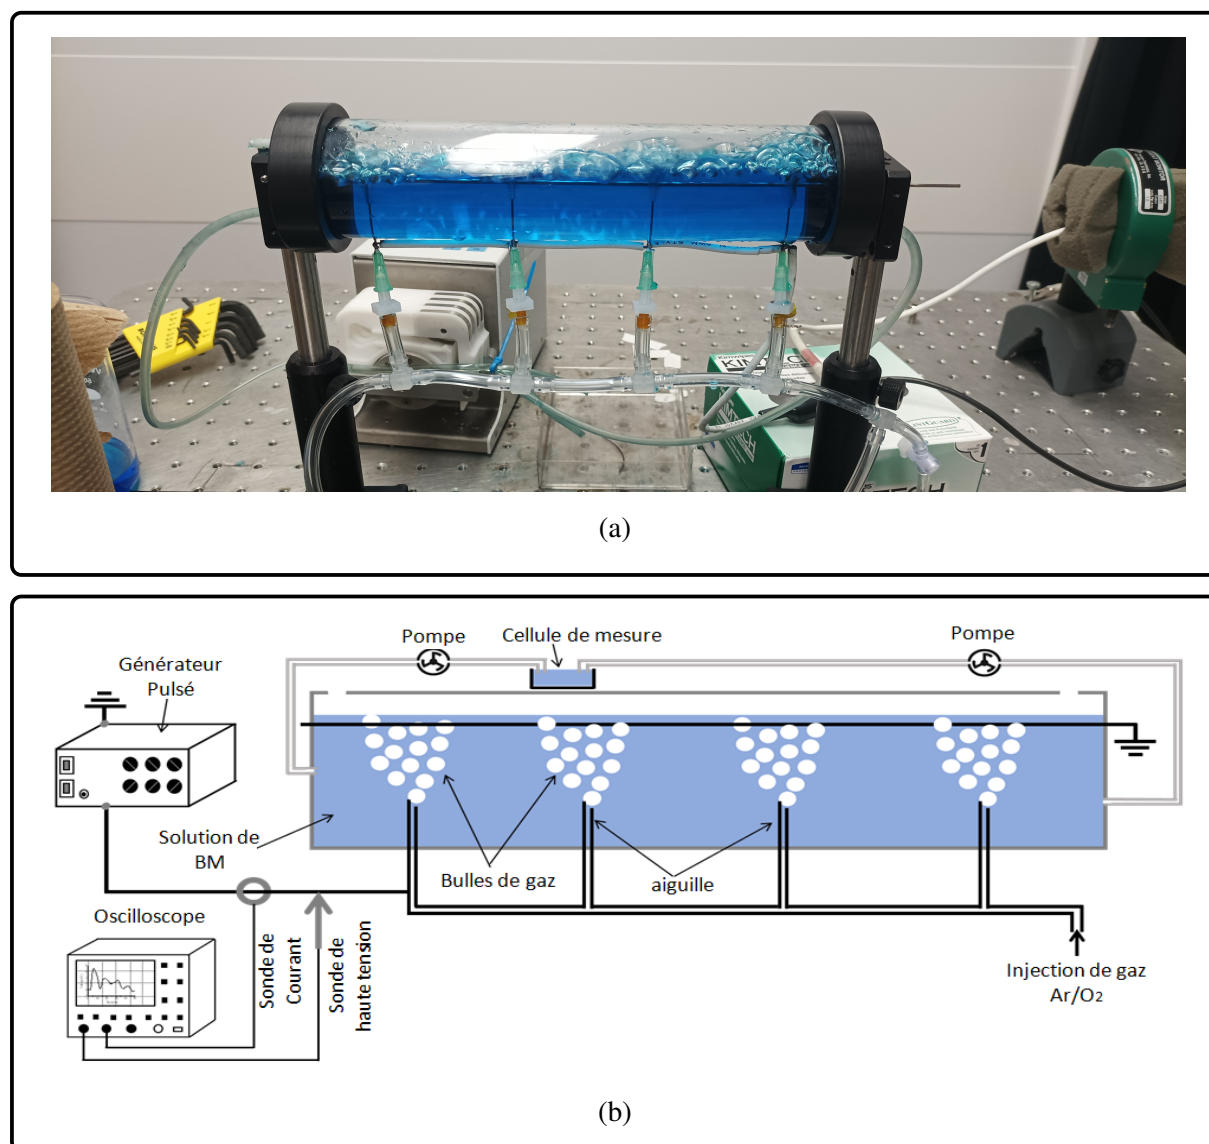 KIMTECH
(a)
Pompe
Cellule de mesure
Pompe
Générateur
Pulsé
Solution de
BM
Bulles de gaz
aiguille
Oscilloscope
Sonde de
Courant
Sonde de
haute tension
Injection de gaz
Ar/O2
(b)